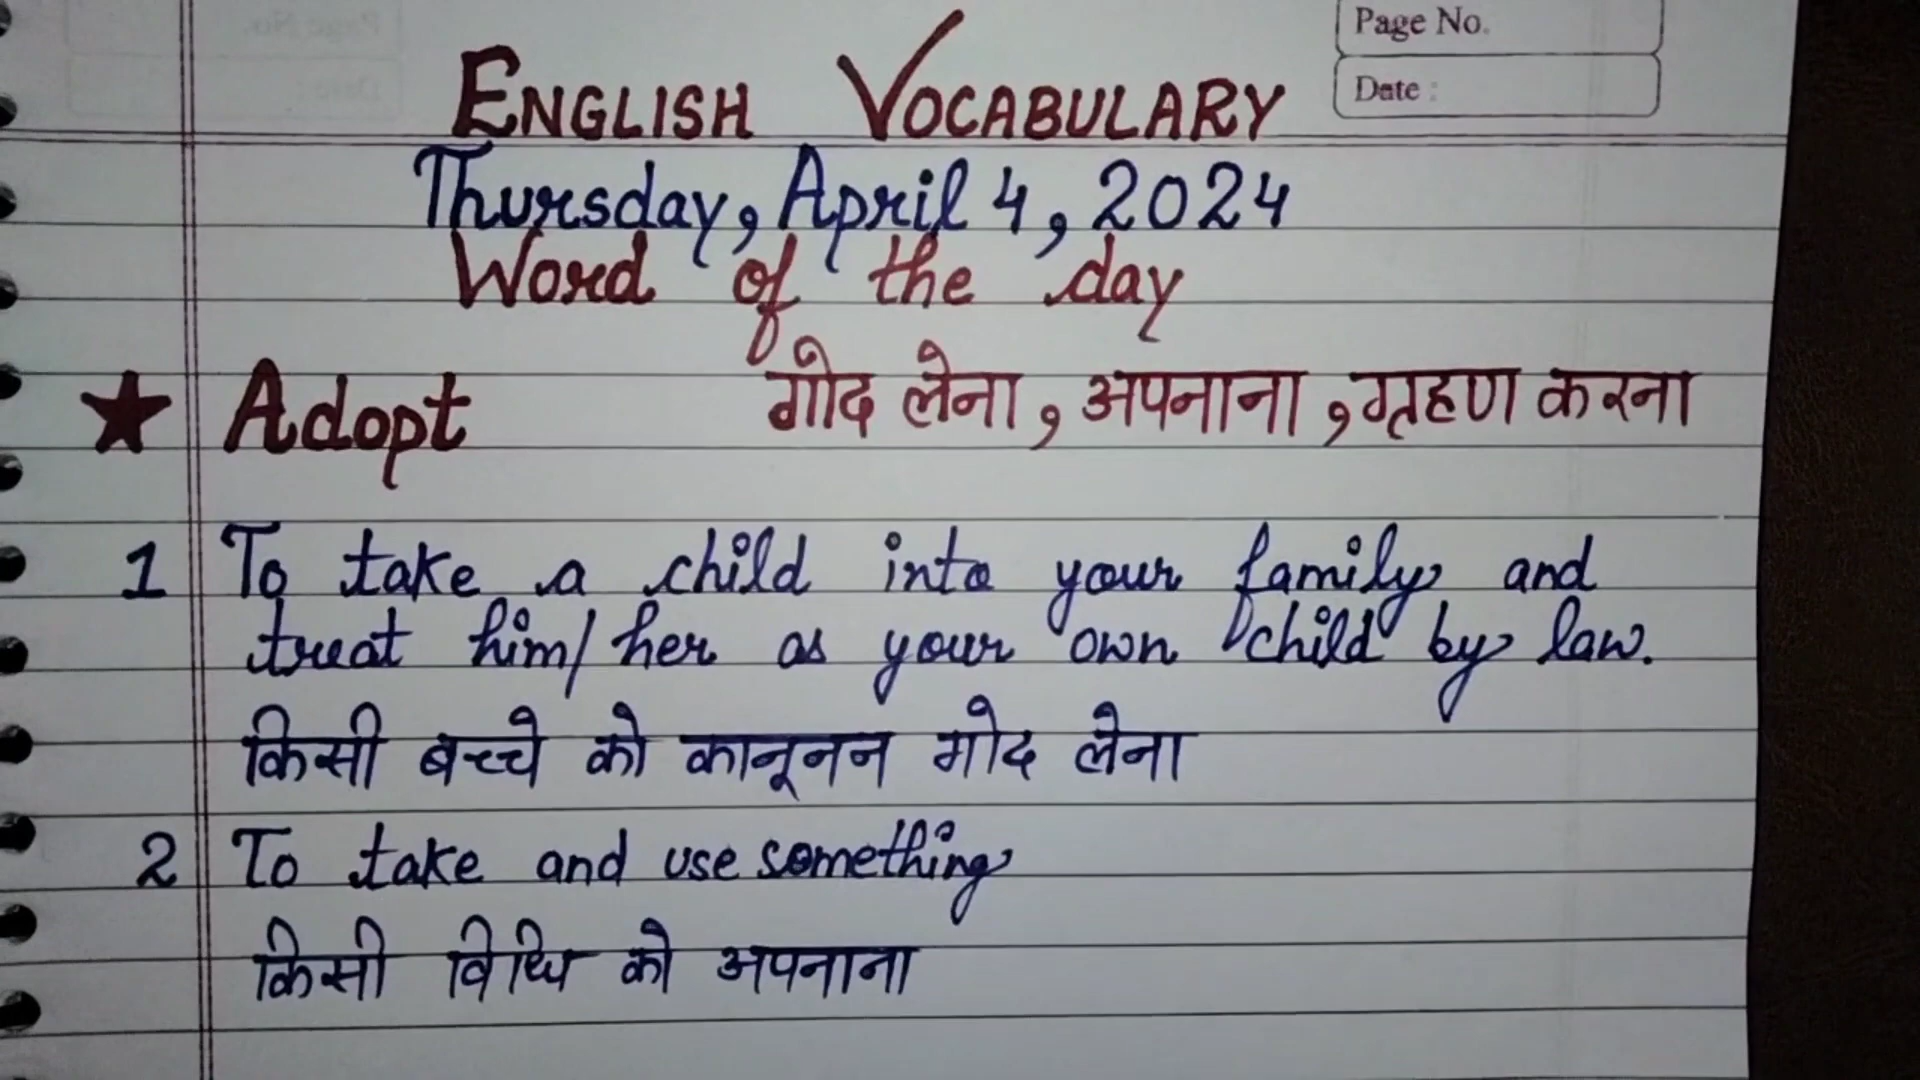 Page No.
Date :
ENGLISH VOCABULARY
Thursday, April 4, 2024
Word of the day
★ Adopt गोद लेना, अपनाना, ग्रहण करना
1 To take a child into your family and
treat him/her as your own child by law.
किसी बच्चे को कानूनन गोद लेना
2 To take and use something
किसी विधि को अपनाना